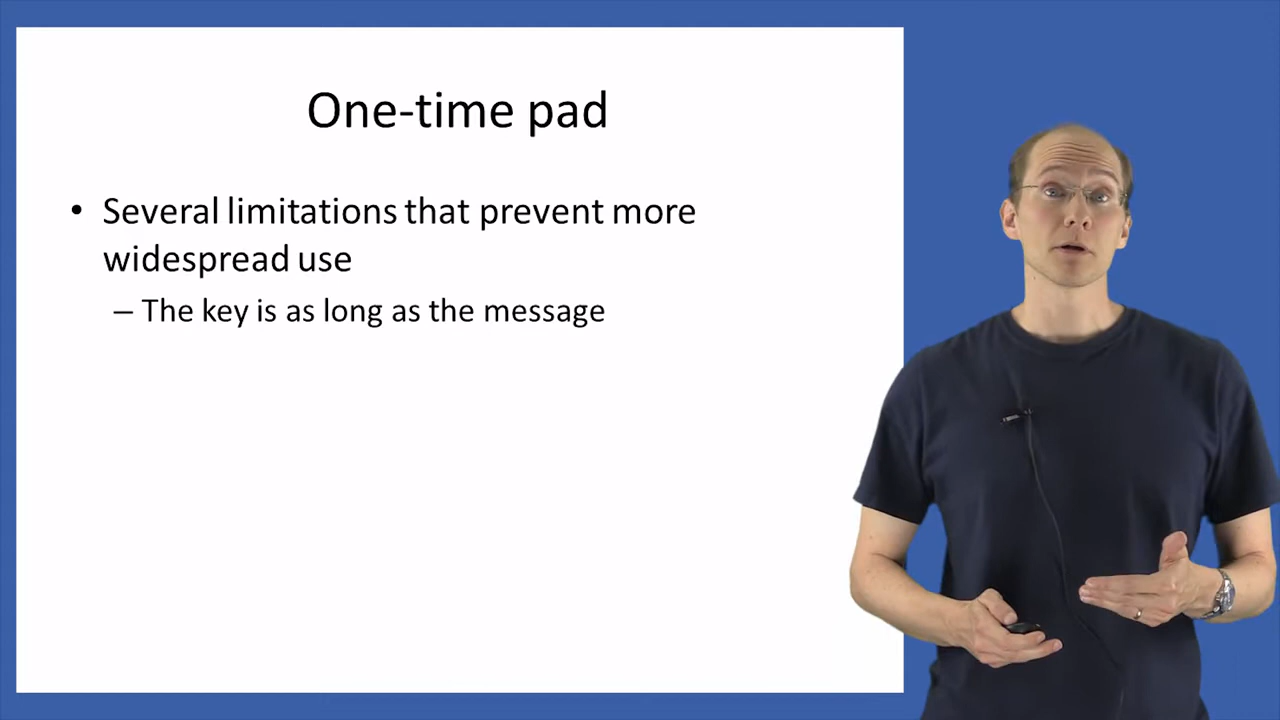 One-time pad
• Several limitations that prevent more
widespread use
– The key is as long as the message